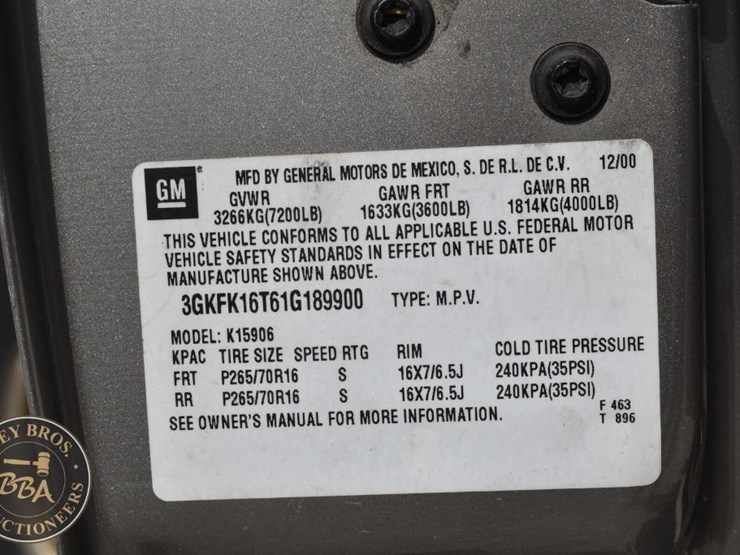 GM
MFD BY GENERAL MOTORS DE MEXICO, S. DE R.L. DE C.V. 12/00
GVWR GAWR FRT GAWR RR
3266KG(7200LB) 1633KG(3600LB) 1814KG(4000LB)
THIS VEHICLE CONFORMS TO ALL APPLICABLE U.S. FEDERAL MOTOR
VEHICLE SAFETY STANDARDS IN EFFECT ON THE DATE OF
MANUFACTURE SHOWN ABOVE.
3GKFK16T61G189900 TYPE: M.P.V.
MODEL: K15906
KPAC TIRE SIZE SPEED RTG RIM COLD TIRE PRESSURE
FRT P265/70R16 S 16X7/6.5J 240KPA(35PSI)
RR P265/70R16 S 16X7/6.5J 240KPA(35PSI)
SEE OWNER'S MANUAL FOR MORE INFORMATION.
F 463
T 896
EY BROS.
BBA
CTIONEERS